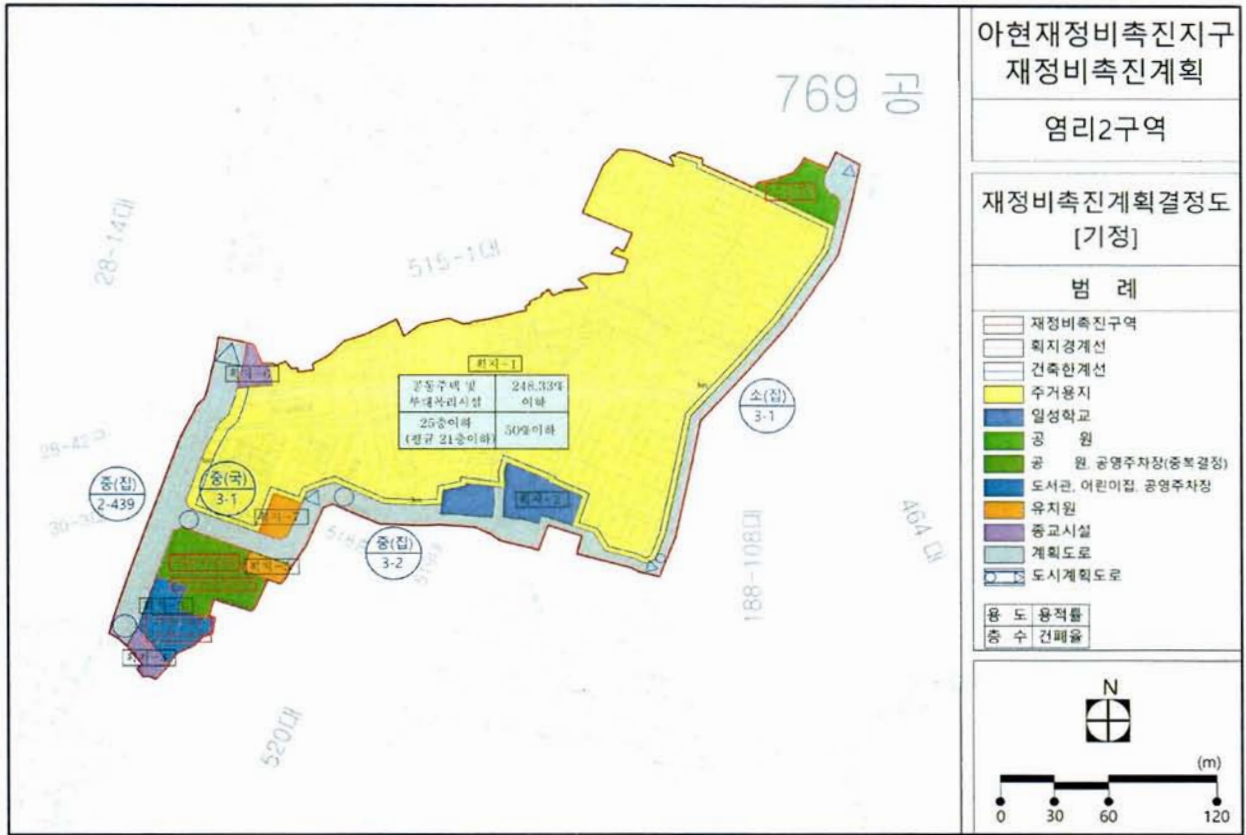 아현재정비촉진지구
재정비촉진계획
염리2구역
재정비촉진계획결정도
[기정]
범 례
재정비촉진구역
획지경계선
건축한계선
주거용지
일성학교
공 원
공 원, 공영주차장(중복결정)
도서관, 어린이집, 공영주차장
유치원
종교시설
계획도로
도시계획도로
용 도 용적률
층 수 건폐율
N
(m)
0 30 60 120
769 공
28-14대
515-1대
획지-1
공동주택 및 248.33%
부대복리시설 이하
25층이하 50%이하
(평균 21층이하)
소(집)
3-1
중(집)
2-439
중(국)
3-1
중(집)
3-2
획지-2
188-108대
464 대
520대